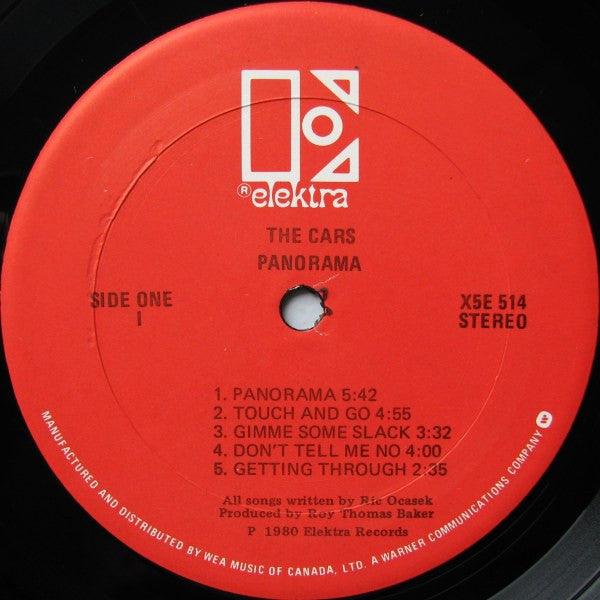 ® elektra
THE CARS
PANORAMA
SIDE ONE
I
X5E 514
STEREO
1. PANORAMA 5:42
2. TOUCH AND GO 4:55
3. GIMME SOME SLACK 3:32
4. DON'T TELL ME NO 4:00
5. GETTING THROUGH 2:35
All songs written by Ric Ocasek
Produced by Roy Thomas Baker
P 1980 Elektra Records
MANUFACTURED AND DISTRIBUTED BY WEA MUSIC OF CANADA, LTD. A WARNER COMMUNICATIONS COMPANY